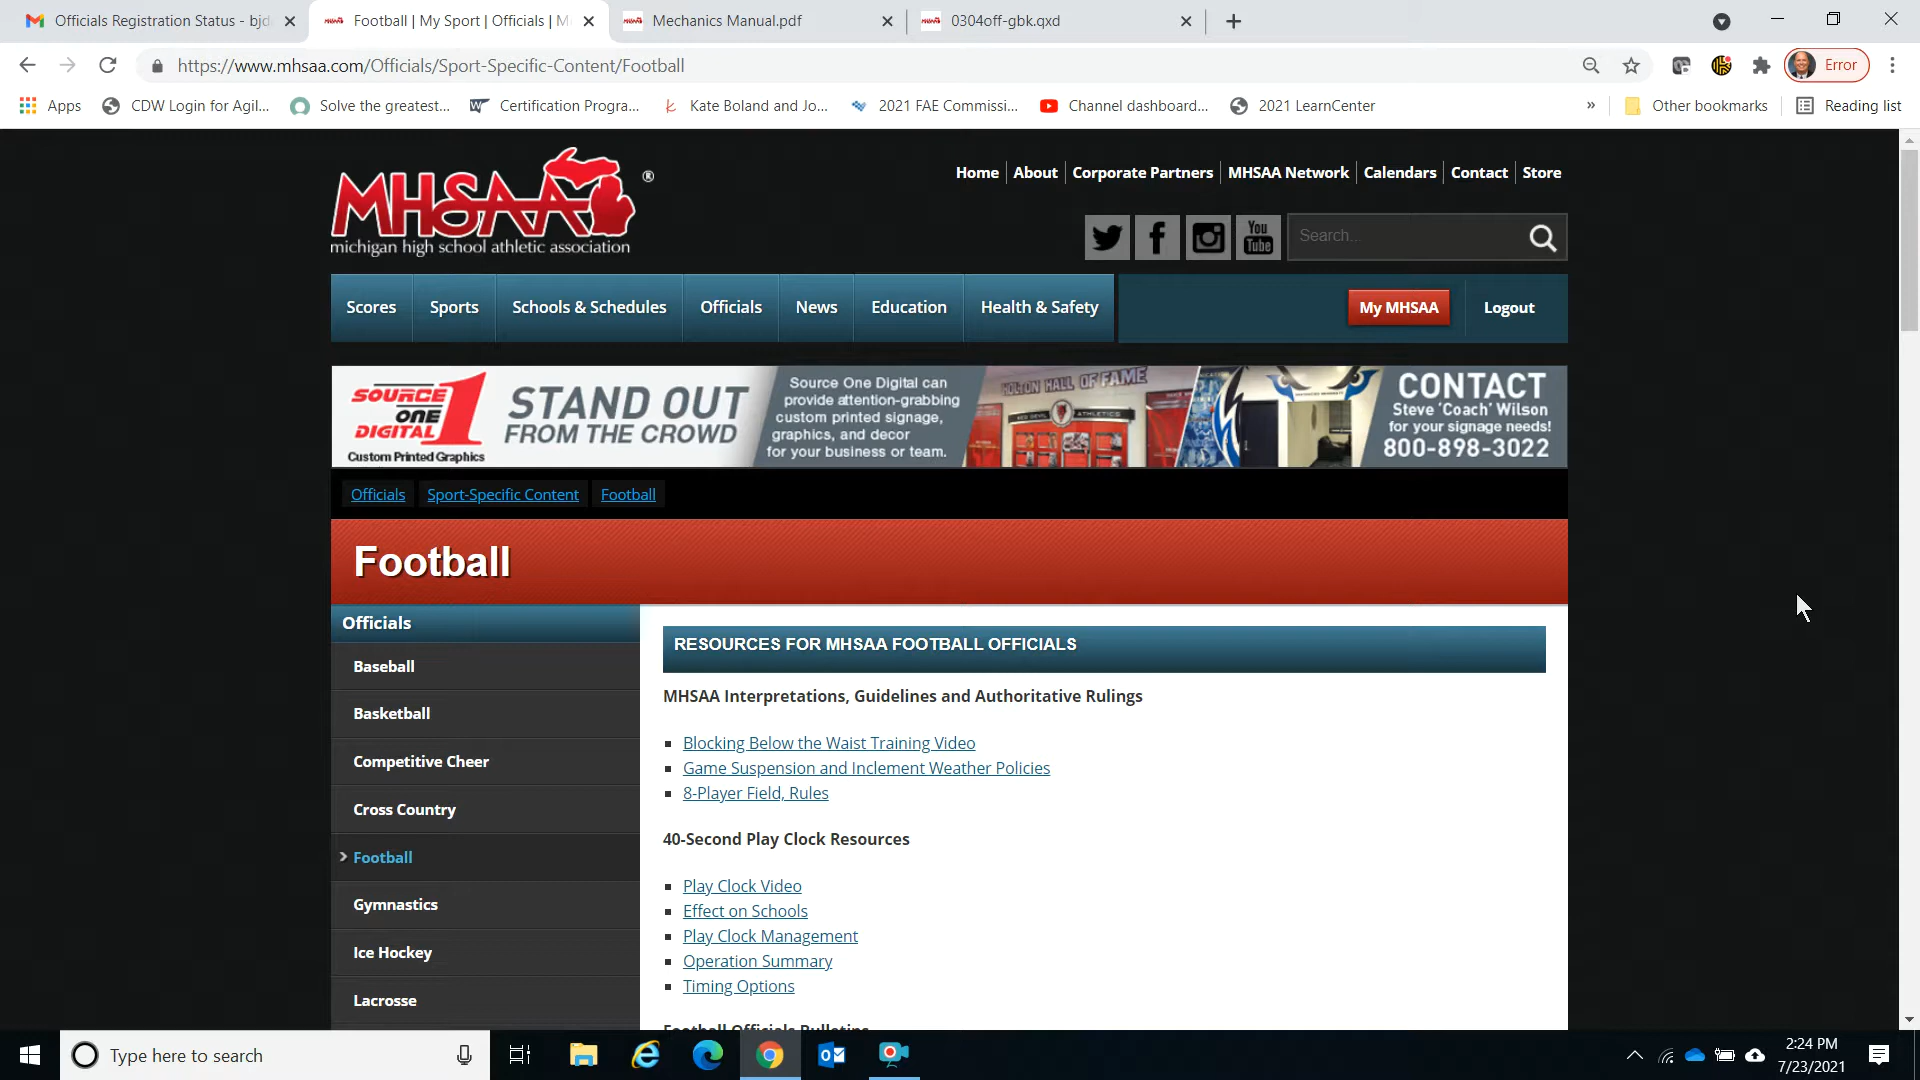 Officials Registration Status - bjd
Football | My Sport | Officials | M
Mechanics Manual.pdf
0304off-gbk.qxd
https://www.mhsaa.com/Officials/Sport-Specific-Content/Football
Error
Apps
CDW Login for Agil...
Solve the greatest...
Certification Progra...
Kate Boland and Jo...
2021 FAE Commissi...
Channel dashboard...
2021 LearnCenter
»
Other bookmarks
Reading list
MHSAA ®
michigan high school athletic association
Home
About
Corporate Partners
MHSAA Network
Calendars
Contact
Store
You Tube
Search...
Scores
Sports
Schools & Schedules
Officials
News
Education
Health & Safety
My MHSAA
Logout
SOURCE 1
ONE
DIGITAL
Custom Printed Graphics
STAND OUT
FROM THE CROWD
Source One Digital can
provide attention-grabbing
custom printed signage,
graphics, and decor
for your business or team.
HOLTON HALL OF FAME
RED DEVIL ATHLETICS
CONTACT
Steve 'Coach' Wilson
for your signage needs!
800-898-3022
Officials
Sport-Specific Content
Football
Football
Officials
Baseball
Basketball
Competitive Cheer
Cross Country
Football
Gymnastics
Ice Hockey
Lacrosse
RESOURCES FOR MHSAA FOOTBALL OFFICIALS
MHSAA Interpretations, Guidelines and Authoritative Rulings
Blocking Below the Waist Training Video
Game Suspension and Inclement Weather Policies
8-Player Field, Rules
40-Second Play Clock Resources
Play Clock Video
Effect on Schools
Play Clock Management
Operation Summary
Timing Options
Football Officials Bulletins
Type here to search
2:24 PM
7/23/2021